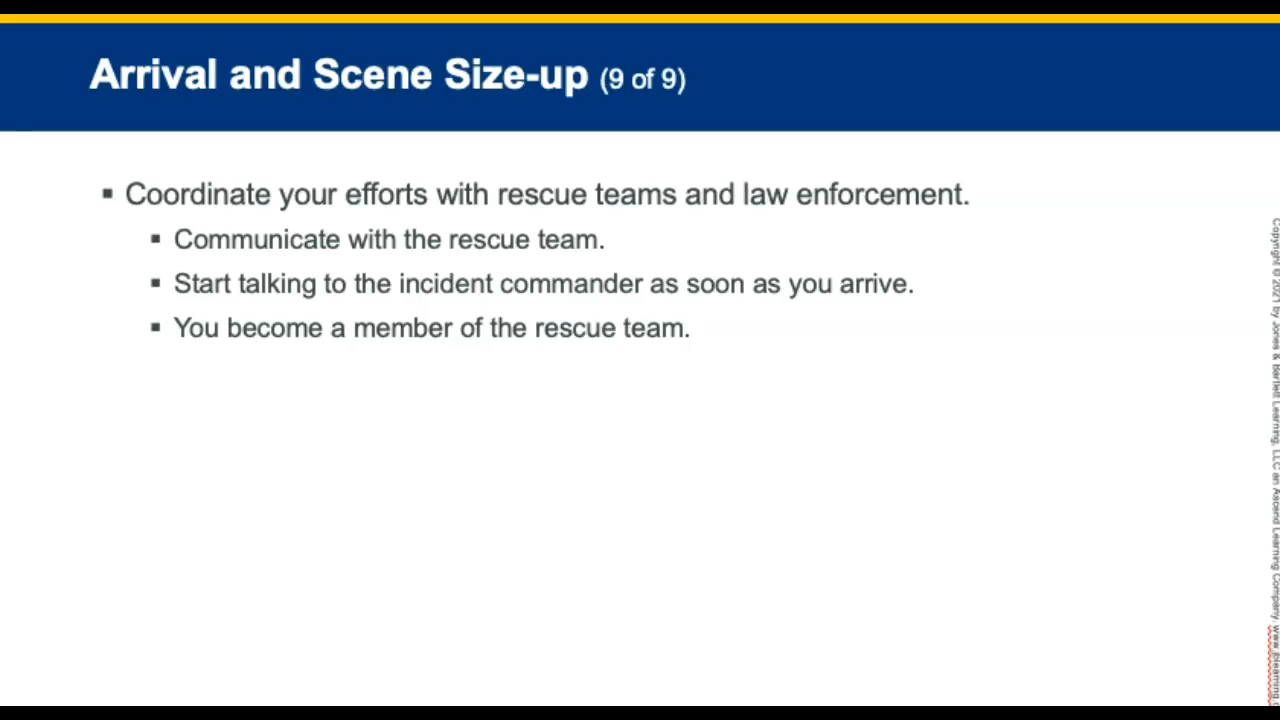 Arrival and Scene Size-up (9 of 9)
▪ Coordinate your efforts with rescue teams and law enforcement.
▪ Communicate with the rescue team.
▪ Start talking to the incident commander as soon as you arrive.
▪ You become a member of the rescue team.
Copyright © 2021 by Jones & Bartlett Learning, LLC an Ascend Learning Company. www.jblearning.c